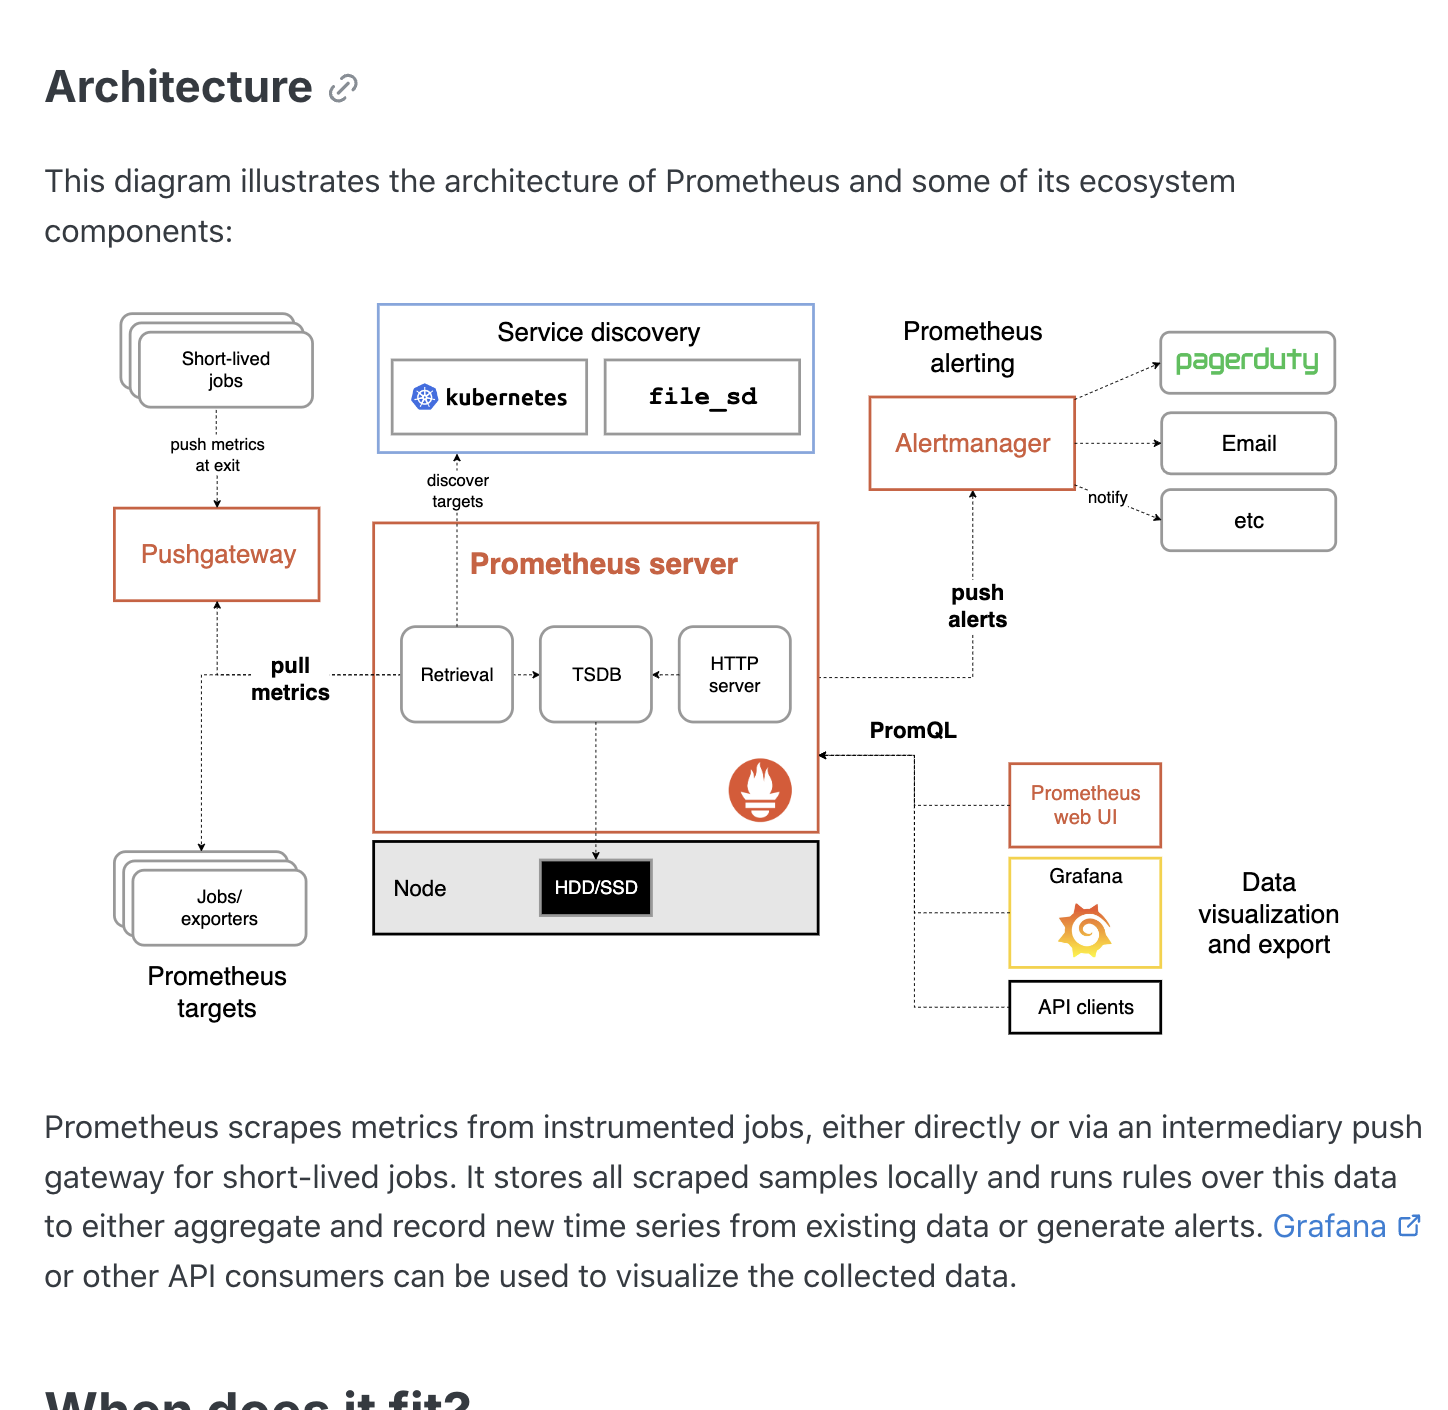 Architecture
This diagram illustrates the architecture of Prometheus and some of its ecosystem
components:
Short-lived
jobs
push metrics
at exit
Pushgateway
pull
metrics
Jobs/
exporters
Prometheus
targets
Service discovery
kubernetes
file_sd
discover
targets
Prometheus server
Retrieval
TSDB
HTTP
server
Node
HDD/SSD
Prometheus
alerting
Alertmanager
pagerduty
Email
notify
etc
push
alerts
PromQL
Prometheus
web UI
Grafana
API clients
Data
visualization
and export
Prometheus scrapes metrics from instrumented jobs, either directly or via an intermediary push
gateway for short-lived jobs. It stores all scraped samples locally and runs rules over this data
to either aggregate and record new time series from existing data or generate alerts. Grafana
or other API consumers can be used to visualize the collected data.
When does it fit?